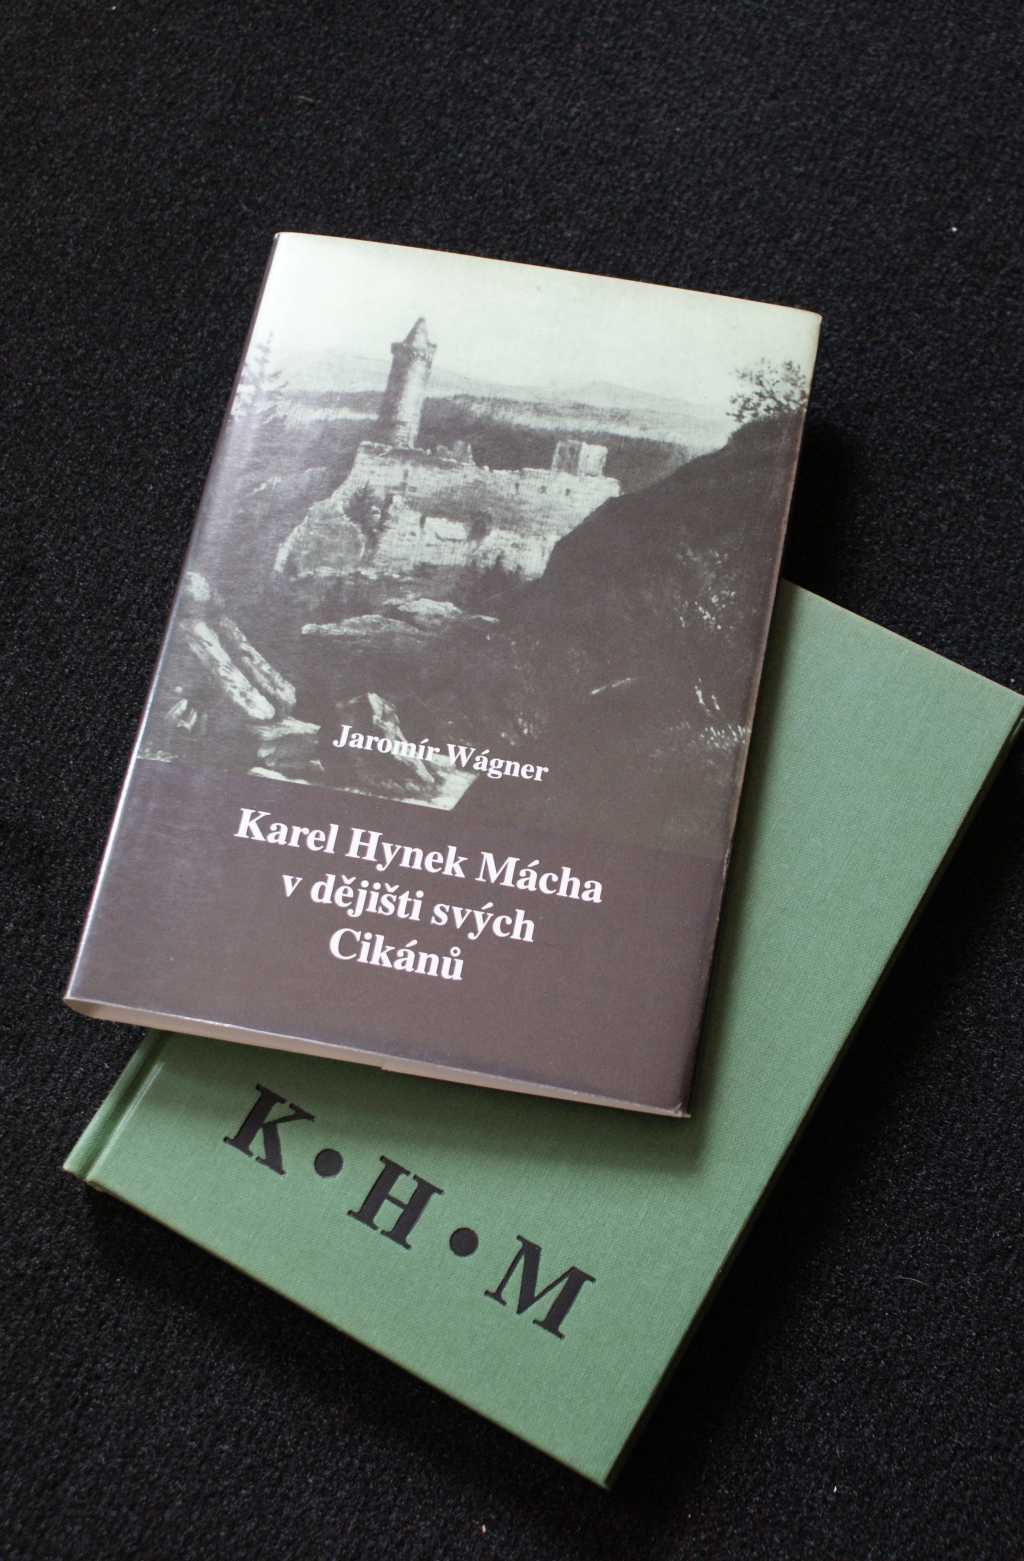 Jaromír Wágner
Karel Hynek Mácha
v dějišti svých
Cikánů
K•H•M